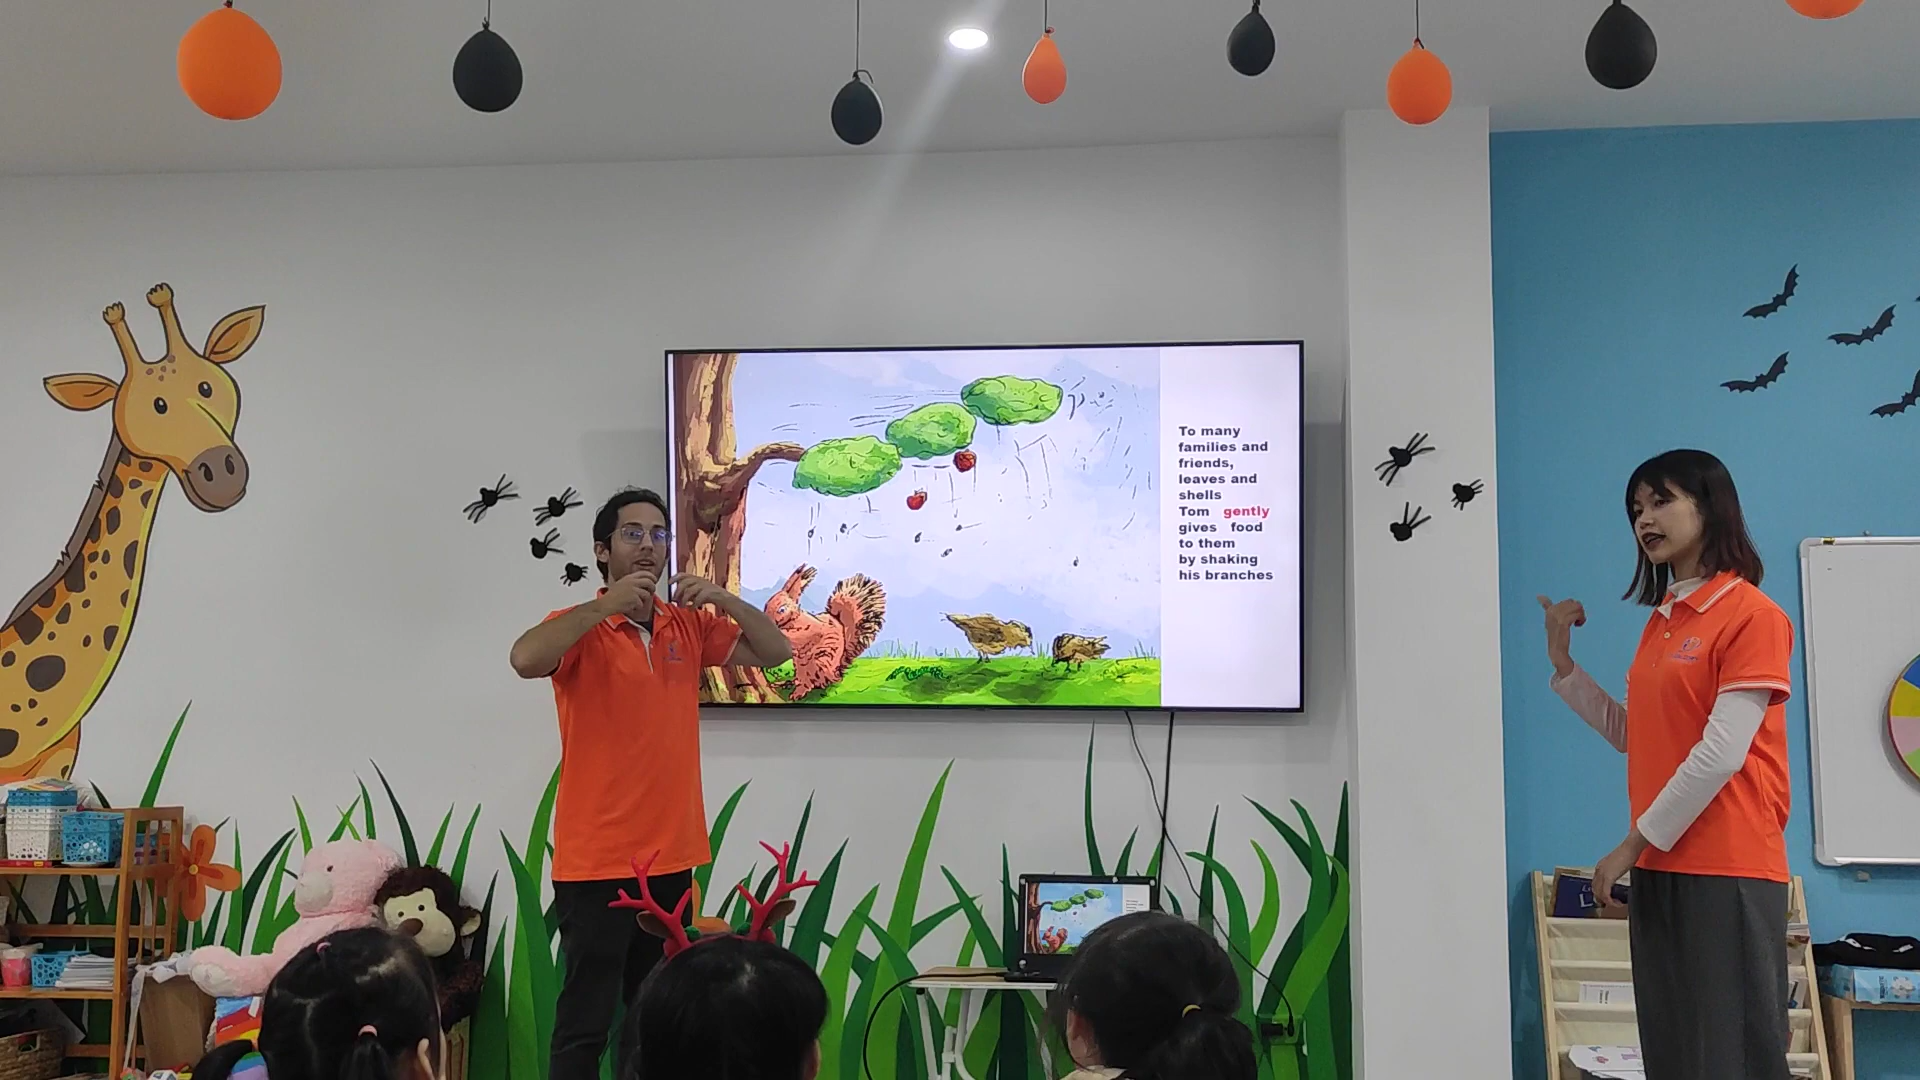 To many
families and
friends,
leaves and
shells
Tom gently
gives food
to them
by shaking
his branches